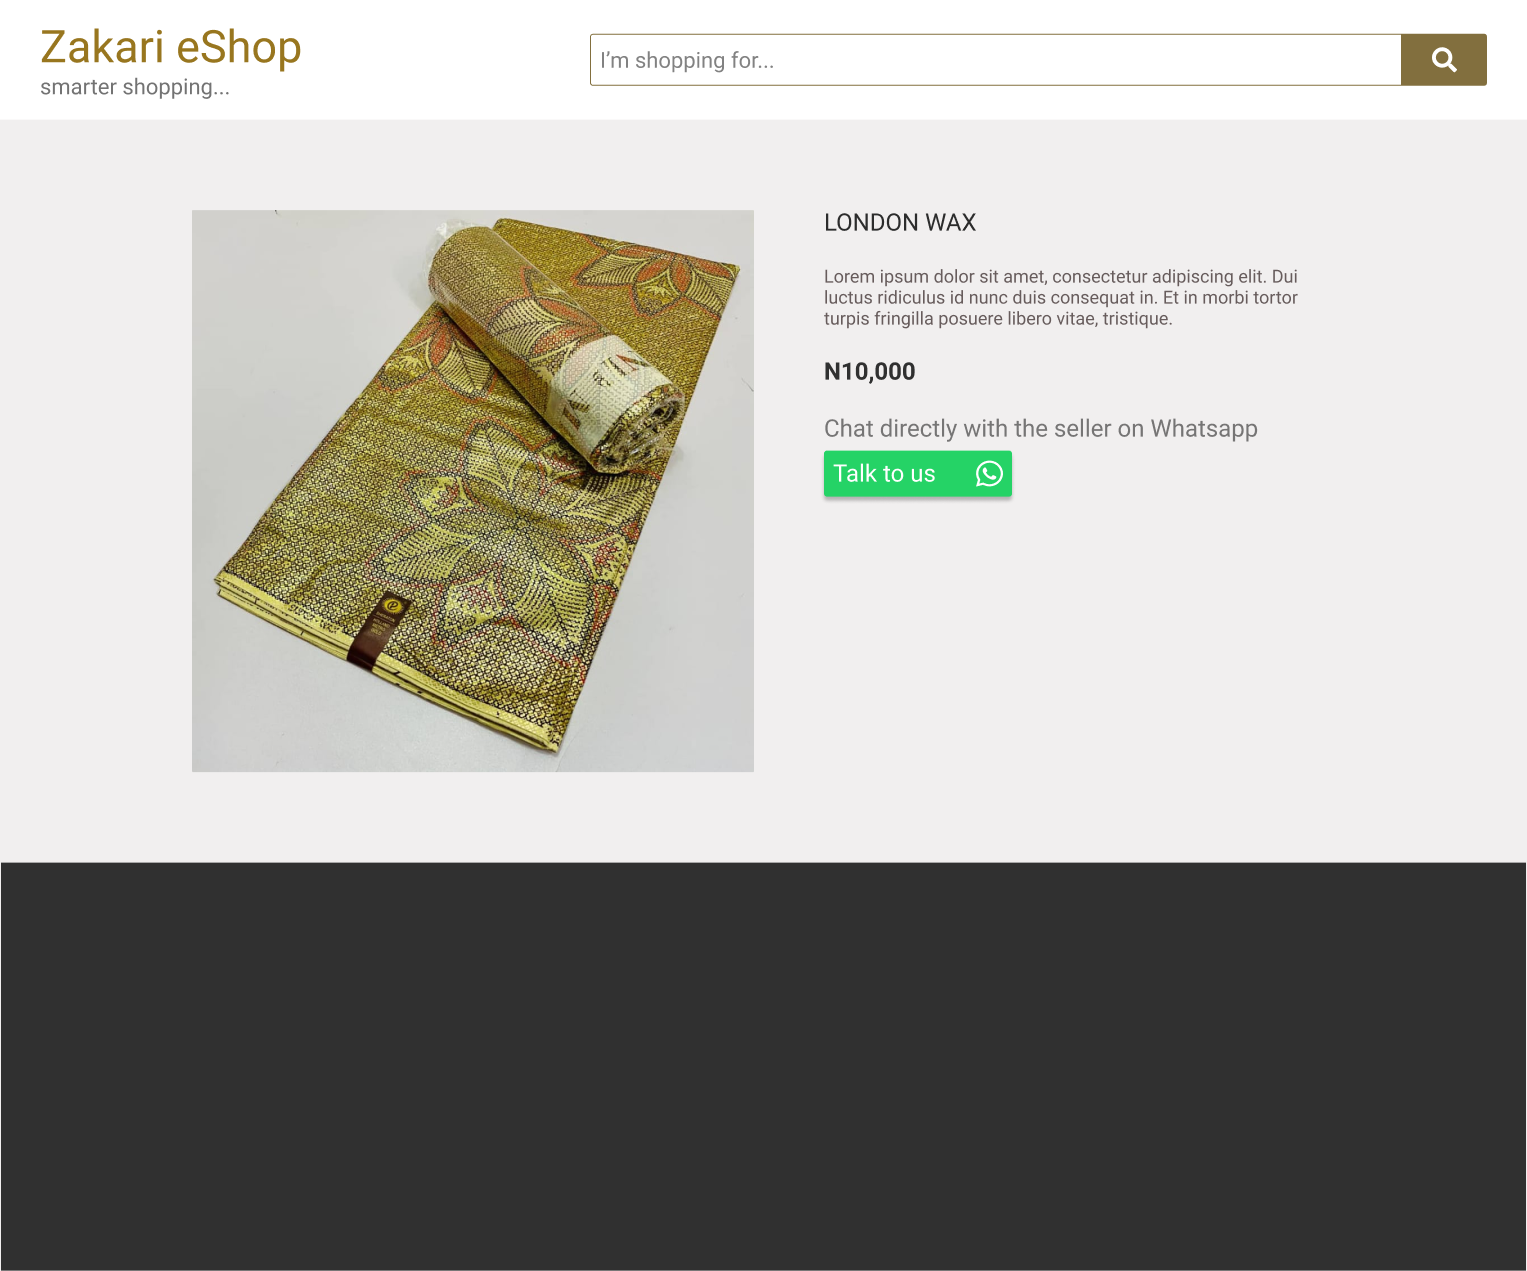 Zakari eShop
smarter shopping...
I'm shopping for...
LONDON WAX
Lorem ipsum dolor sit amet, consectetur adipiscing elit. Dui
luctus ridiculus id nunc duis consequat in. Et in morbi tortor
turpis fringilla posuere libero vitae, tristique.
N10,000
Chat directly with the seller on Whatsapp
Talk to us